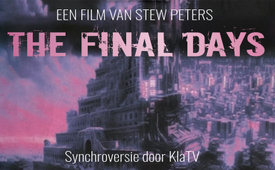 EEN FILM VAN STEW PETERS
THE FINAL DAYS
Synchroversie door KlaTV